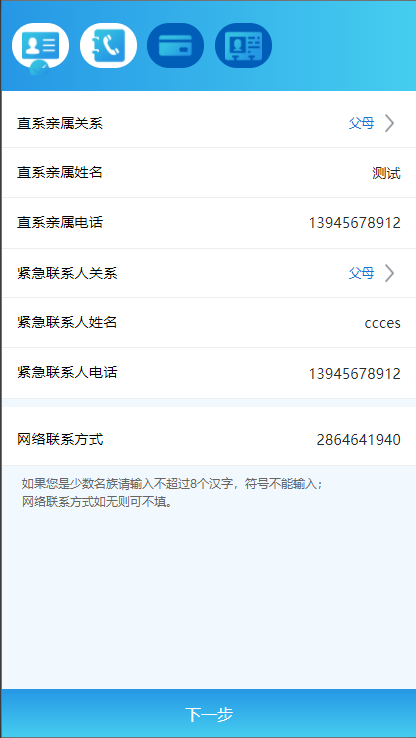 直系亲属关系 父母
直系亲属姓名 测试
直系亲属电话 13945678912
紧急联系人关系 父母
紧急联系人姓名 ccces
紧急联系人电话 13945678912
网络联系方式 2864641940
如果您是少数名族请输入不超过8个汉字，符号不能输入；
网络联系方式如无则可不填。
下一步